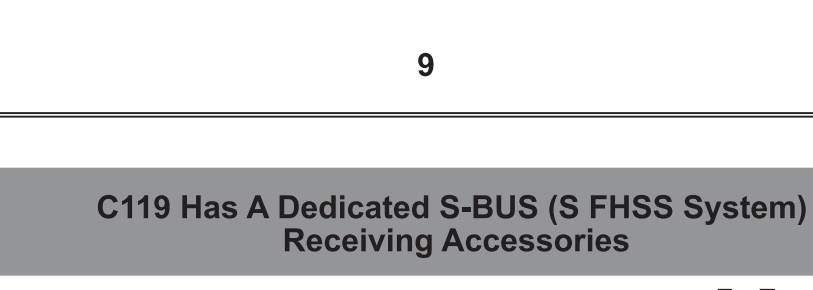 9
C119 Has A Dedicated S-BUS (S FHSS System)
Receiving Accessories